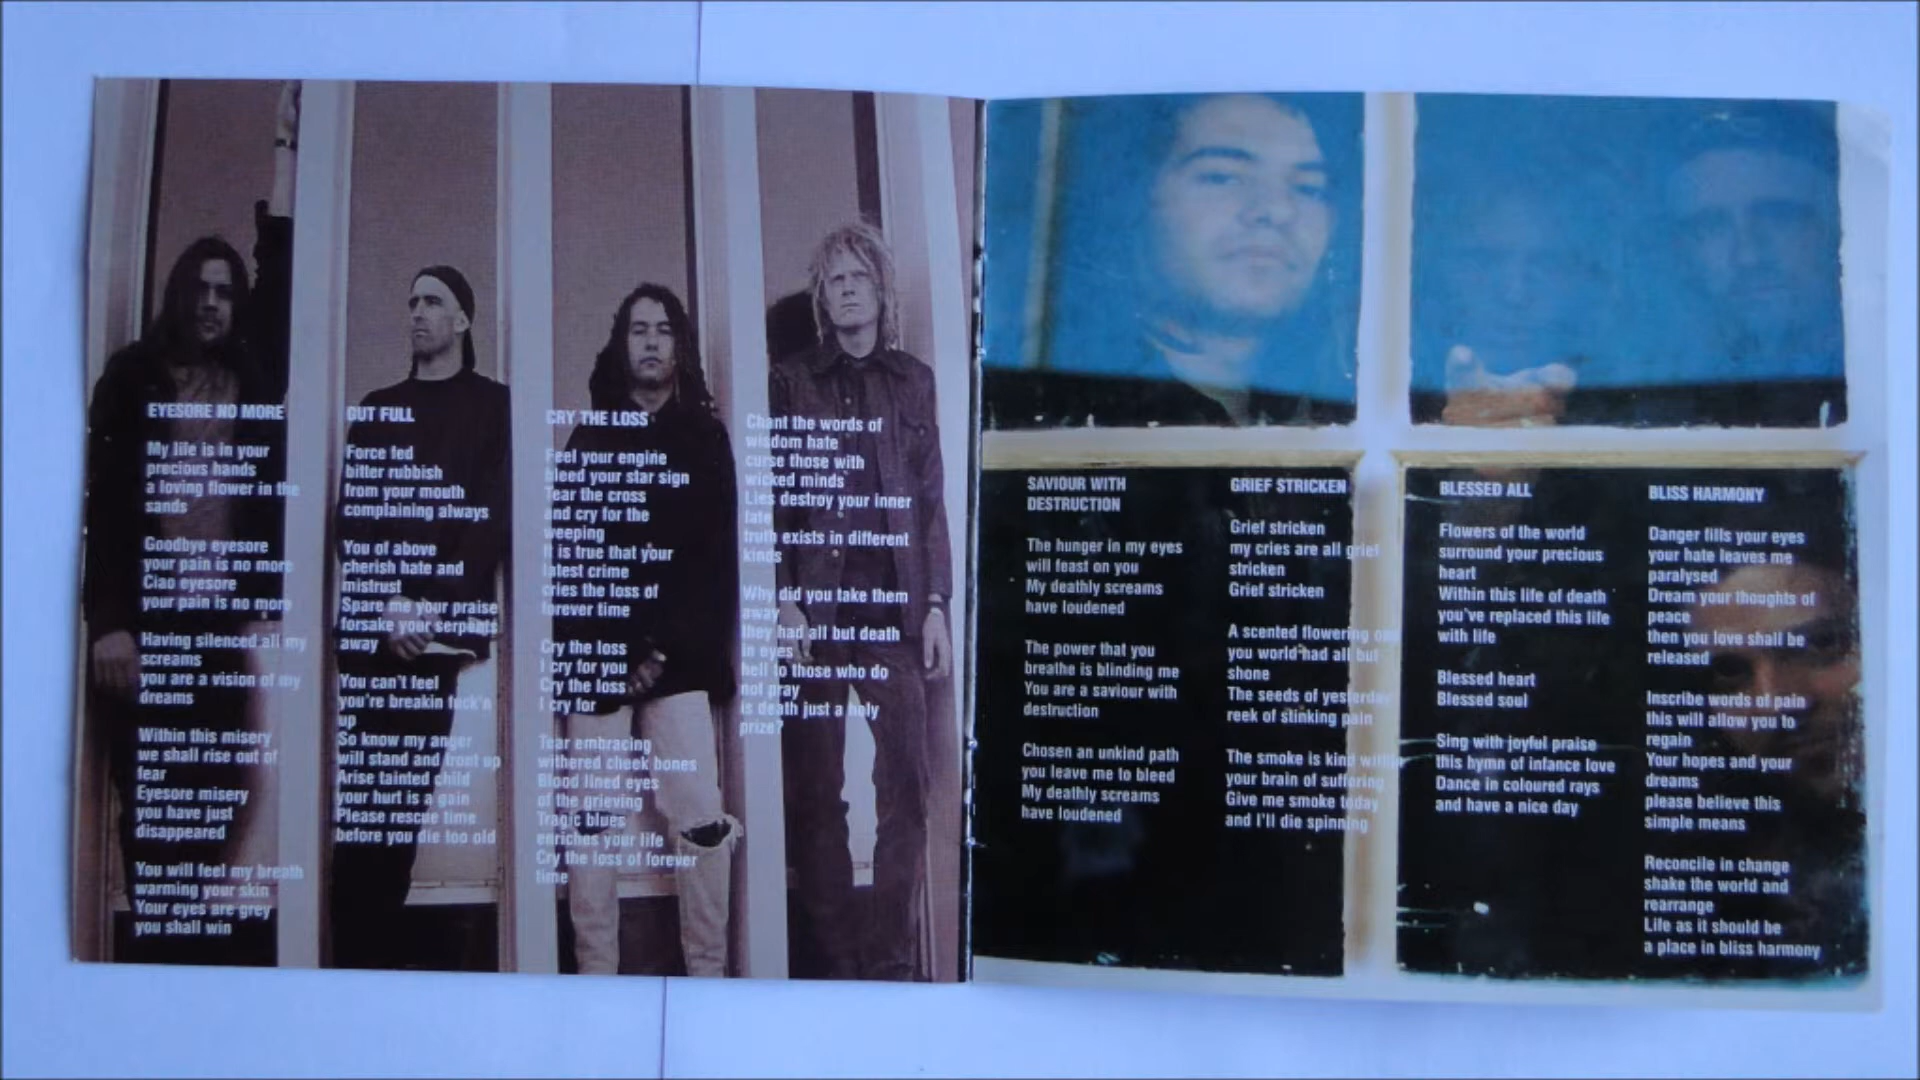 EYESORE NO MORE
My life is in your
precious hands
a loving flower in the
sands
Goodbye eyesore
your pain is no more
Ciao eyesore
your pain is no more
Having silenced all my
screams
you are a vision of my
dreams
Within this misery
we shall rise out of
fear
Eyesore misery
you have just
disappeared
You will feel my breath
warming your skin
Your eyes are grey
you shall win
GUT FULL
Force fed
bitter rubbish
from your mouth
complaining always
You of above
cherish hate and
mistrust
Spare me your praise
forsake your serpents
away
You can't feel
you're breakin fuck'n
up
So know my anger
will stand and front up
Arise tainted child
your hurt is a gain
Please rescue time
before you die too old
CRY THE LOSS
Feel your engine
bleed your star sign
Tear the cross
and cry for the
weeping
It is true that your
latest crime
cries the loss of
forever time
Cry the loss
I cry for you
Cry the loss
I cry for
Tear embracing
withered cheek bones
Blood lined eyes
of the grieving
Tragic blues
enriches your life
Cry the loss of forever
time
Chant the words of
wisdom hate
curse those with
wicked minds
Lies destroy your inner
fate
truth exists in different
kinds
Why did you take them
away
they had all but death
in eyes
hell to those who do
not pray
is death just a holy
prize?
SAVIOUR WITH
DESTRUCTION
The hunger in my eyes
will feast on you
My deathly screams
have loudened
The power that you
breathe is blinding me
You are a saviour with
destruction
Chosen an unkind path
you leave me to bleed
My deathly screams
have loudened
GRIEF STRICKEN
Grief stricken
my cries are all grief
stricken
Grief stricken
A scented flowering
you world had all but
shone
The seeds of yesterday
reek of stinking pain
The smoke is kind
your brain of suffering
Give me smoke today
and I'll die spinning
BLESSED ALL
Flowers of the world
surround your precious
heart
Within this life of death
you've replaced this life
with life
Blessed heart
Blessed soul
Sing with joyful praise
this hymn of infance love
Dance in coloured rays
and have a nice day
BLISS HARMONY
Danger fills your eyes
your hate leaves me
paralysed
Dream your thoughts of
peace
then you love shall be
released
Inscribe words of pain
this will allow you to
regain
Your hopes and your
dreams
please believe this
simple means
Reconcile in change
shake the world and
rearrange
Life as it should be
a place in bliss harmony